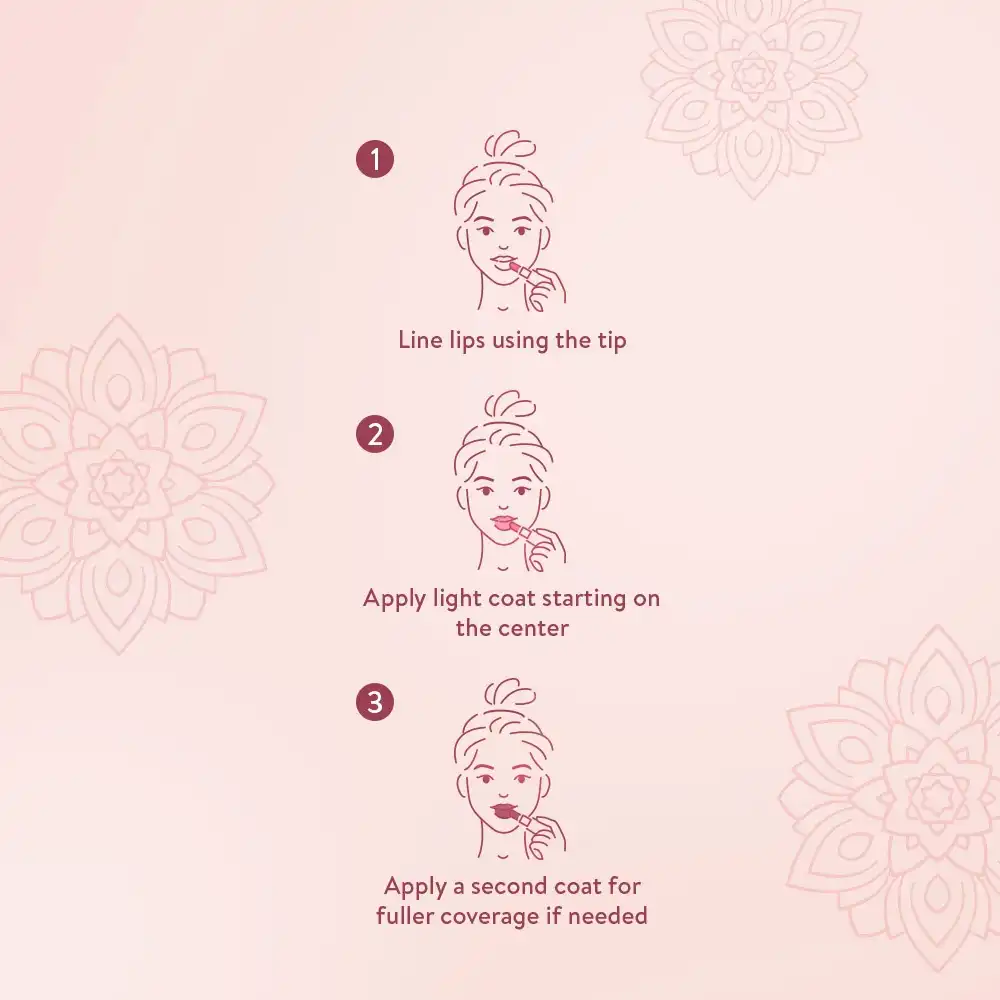 1
Line lips using the tip
2
Apply light coat starting on
the center
3
Apply a second coat for
fuller coverage if needed